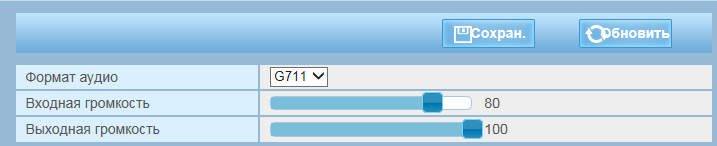 Сохран. Обновить
Формат аудио G711
Входная громкость 80
Выходная громкость 100